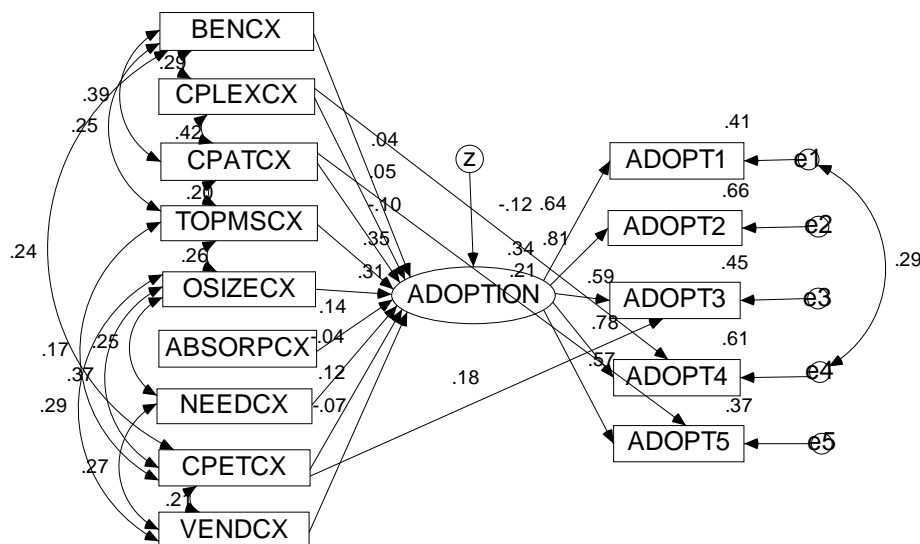 BENCX
.29
CPLEXCX
.39
.25
.42
.04
.41
CPATCX
.05
ADOPT1
e1
z
.20
-.10
-.12
.64
.66
TOPMSCX
.35
.34
.81
ADOPT2
e2
.24
.26
.31
.21
.45
.29
OSIZECX
ADOPTION
.59
ADOPT3
e3
.14
.78
.17
.25
ABSORPCX
-.04
.61
.37
.12
.18
.57
ADOPT4
e4
.29
NEEDCX
-.07
.37
ADOPT5
e5
.27
CPETCX
.21
VENDCX